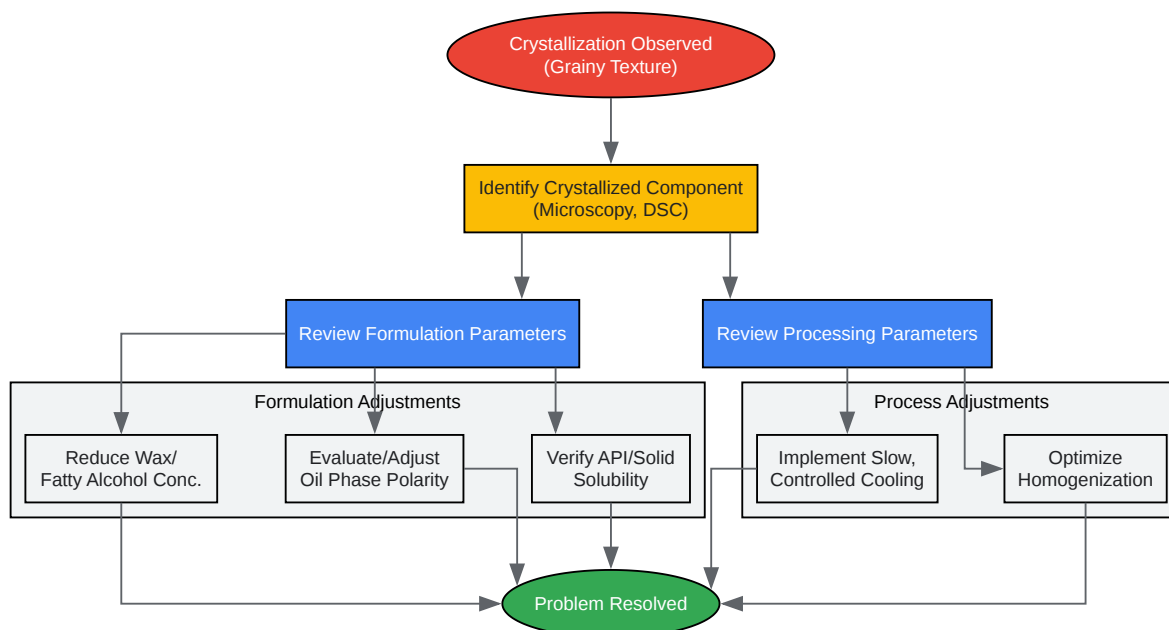 Crystallization Observed
(Grainy Texture)
Identify Crystallized Component
(Microscopy, DSC)
Review Formulation Parameters
Review Processing Parameters
Formulation Adjustments
Process Adjustments
Reduce Wax/
Fatty Alcohol Conc.
Evaluate/Adjust
Oil Phase Polarity
Verify API/Solid
Solubility
Implement Slow,
Controlled Cooling
Optimize
Homogenization
Problem Resolved